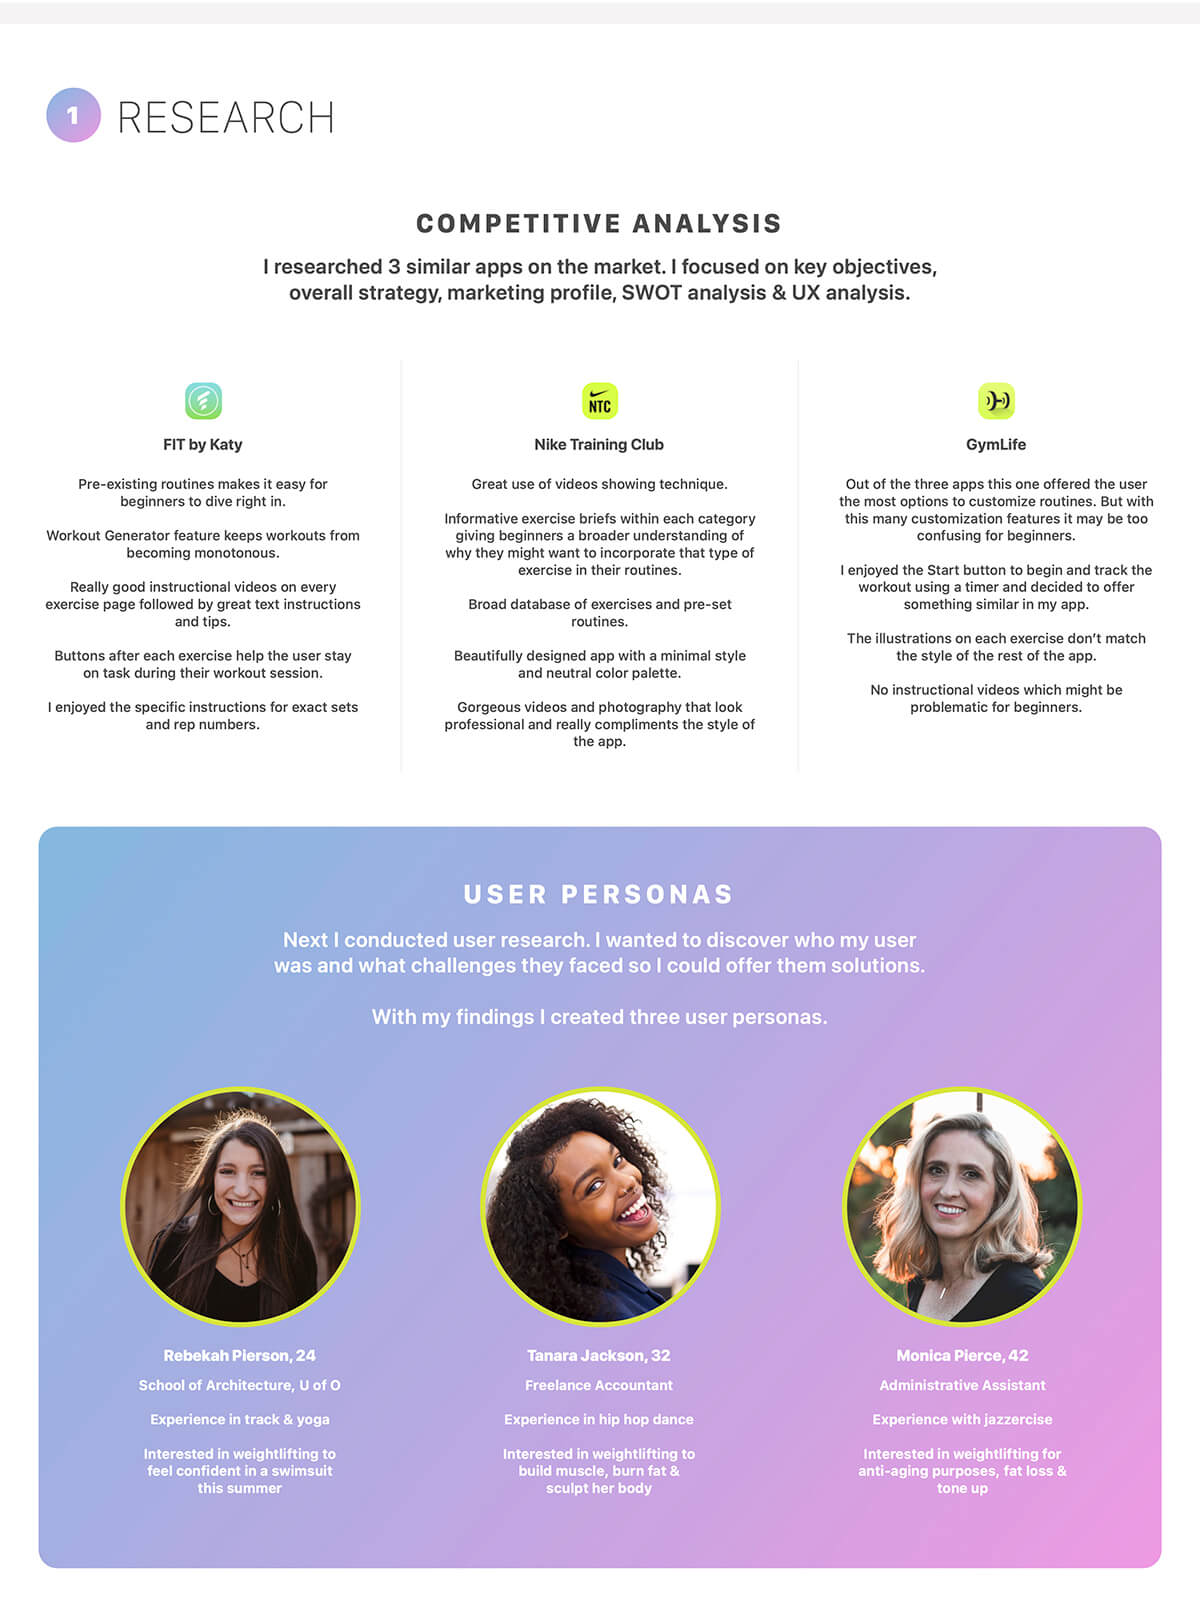 1 RESEARCH
COMPETITIVE ANALYSIS
I researched 3 similar apps on the market. I focused on key objectives,
overall strategy, marketing profile, SWOT analysis & UX analysis.
FIT by Katy
Pre-existing routines makes it easy for
beginners to dive right in.
Workout Generator feature keeps workouts from
becoming monotonous.
Really good instructional videos on every
exercise page followed by great text instructions
and tips.
Buttons after each exercise help the user stay
on task during their workout session.
I enjoyed the specific instructions for exact sets
and rep numbers.
NTC
Nike Training Club
Great use of videos showing technique.
Informative exercise briefs within each category
giving beginners a broader understanding of
why they might want to incorporate that type of
exercise in their routines.
Broad database of exercises and pre-set
routines.
Beautifully designed app with a minimal style
and neutral color palette.
Gorgeous videos and photography that look
professional and really compliments the style of
the app.
GymLife
Out of the three apps this one offered the user
the most options to customize routines. But with
this many customization features it may be too
confusing for beginners.
I enjoyed the Start button to begin and track the
workout using a timer and decided to offer
something similar in my app.
The illustrations on each exercise don’t match
the style of the rest of the app.
No instructional videos which might be
problematic for beginners.
USER PERSONAS
Next I conducted user research. I wanted to discover who my user
was and what challenges they faced so I could offer them solutions.
With my findings I created three user personas.
Rebekah Pierson, 24
School of Architecture, U of O
Experience in track & yoga
Interested in weightlifting to
feel confident in a swimsuit
this summer
Tanara Jackson, 32
Freelance Accountant
Experience in hip hop dance
Interested in weightlifting to
build muscle, burn fat &
sculpt her body
Monica Pierce, 42
Administrative Assistant
Experience with jazzercise
Interested in weightlifting for
anti-aging purposes, fat loss &
tone up